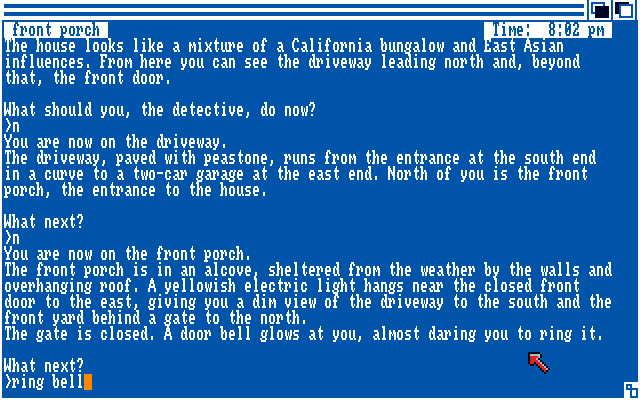 front porch
Time:  8:02 pm
The house looks like a mixture of a California bungalow and East Asian
influences. From here you can see the driveway leading north and, beyond
that, the front door.
What should you, the detective, do now?
>n
You are now on the driveway.
The driveway, paved with peastone, runs from the entrance at the south end
in a curve to a two-car garage at the east end. North of you is the front
porch, the entrance to the house.
What next?
>n
You are now on the front porch.
The front porch is in an alcove, sheltered from the weather by the walls and
overhanging roof. A yellowish electric light hangs near the closed front
door to the east, giving you a dim view of the driveway to the south and the
front yard behind a gate to the north.
The gate is closed. A door bell glows at you, almost daring you to ring it.
What next?
>ring bell